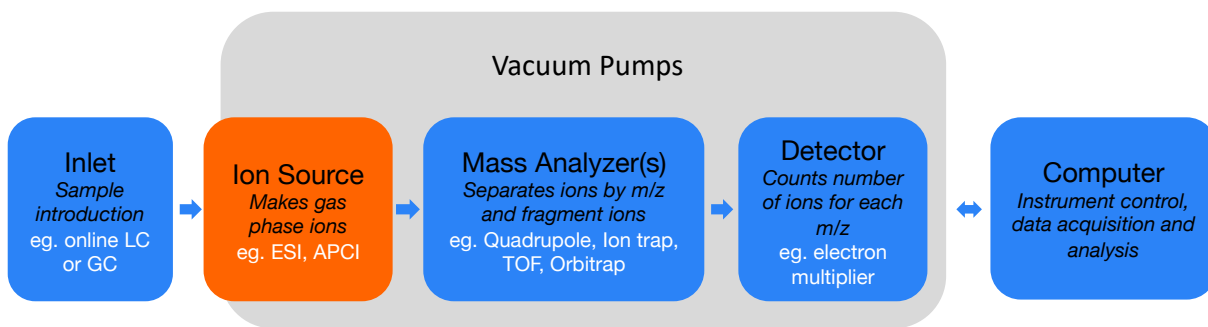 Vacuum Pumps
Inlet
Sample
introduction
eg. online LC
or GC
Ion Source
Makes gas
phase ions
eg. ESI, APCI
Mass Analyzer(s)
Separates ions by m/z
and fragment ions
eg. Quadrupole, Ion trap,
TOF, Orbitrap
Detector
Counts number
of ions for each
m/z
eg. electron
multiplier
Computer
Instrument control,
data acquisition and
analysis